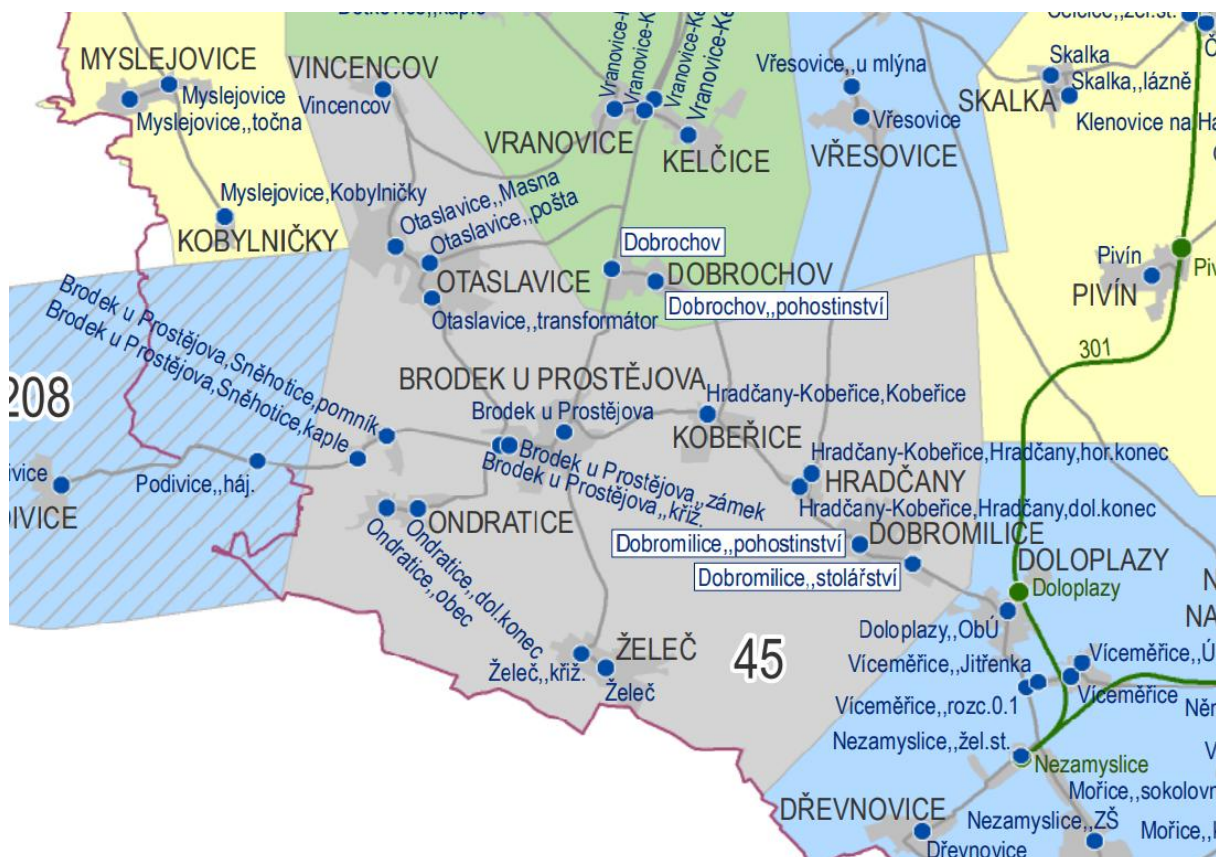 MYSLEJOVICE
Myslejovice
Myslejovice,,točna
Myslejovice,Kobylničky
KOBYLNIČKY
VINCENCOV
Vincencov
VRANOVICE
KELČICE
Vřesovice,,u mlýna
Vřesovice
VŘESOVICE
Skalka
Skalka,,lázně
SKALKA
Pivín
PIVÍN
301
Otaslavice,,Masna
Otaslavice,,pošta
OTASLAVICE
Otaslavice,,transformátor
Dobrochov
DOBROCHOV
Dobrochov,,pohostinství
208
Brodek u Prostějova,Sněhotice,pomník
Brodek u Prostějova,Sněhotice,kaple
BRODEK U PROSTĚJOVA
Brodek u Prostějova
Brodek u Prostějova,,zámek
Brodek u Prostějova,,křiž.
Hradčany-Kobeřice,Kobeřice
KOBEŘICE
Hradčany-Kobeřice,Hradčany,hor.konec
HRADČANY
Hradčany-Kobeřice,Hradčany,dol.konec
Podivice,,háj.
ONDRATICE
Ondratice,,dol.konec
Ondratice,,obec
DOBROMILICE
Dobromilice,,pohostinství
Dobromilice,,stolářství
DOLOPLAZY
Doloplazy
Doloplazy,,ObÚ
ŽELEČ
Želeč,,křiž.
Želeč
45
Víceměřice,,Jitřenka
Víceměřice
Víceměřice,,rozc.0.1
Nezamyslice,,žel.st.
Nezamyslice
DŘEVNOVICE
Dřevnovice
Nezamyslice,,ZŠ